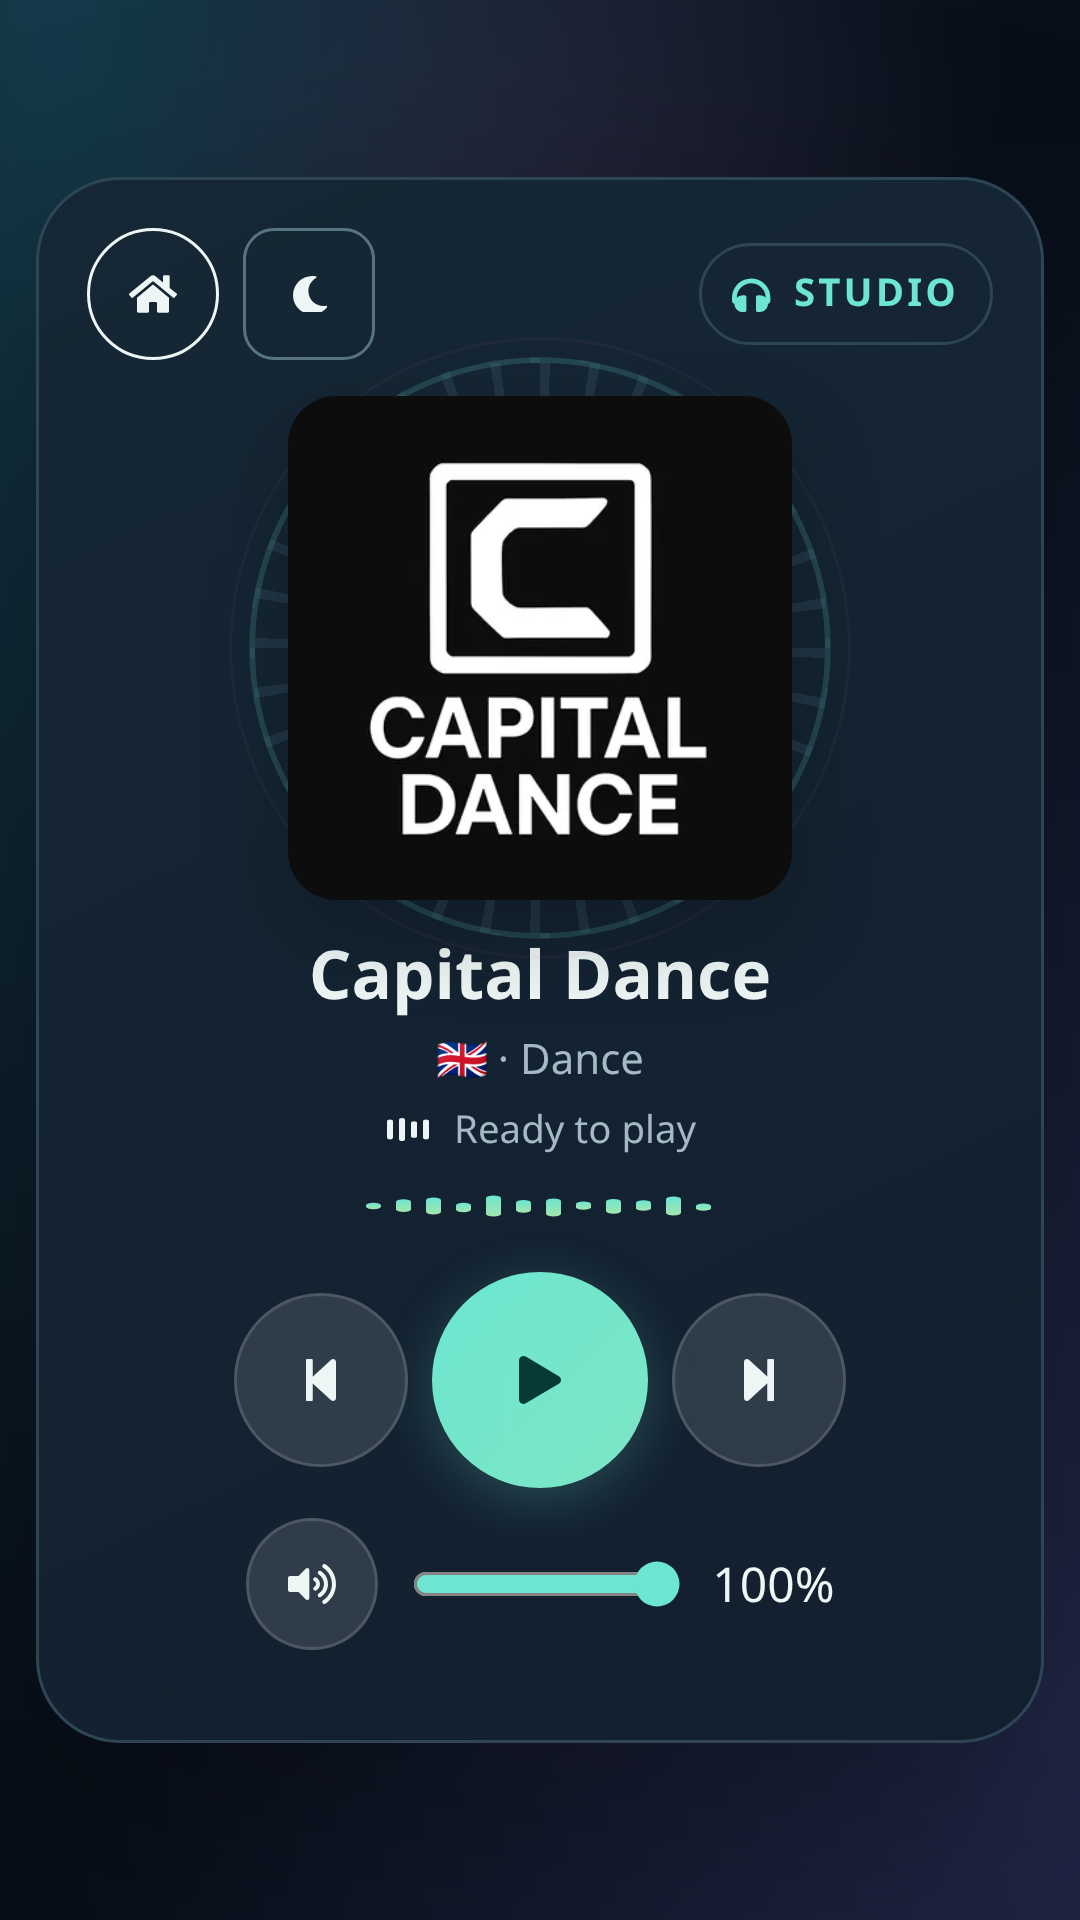 STUDIO
CAPITAL
DANCE
Capital Dance
🇬🇧 · Dance
Ready to play
100%